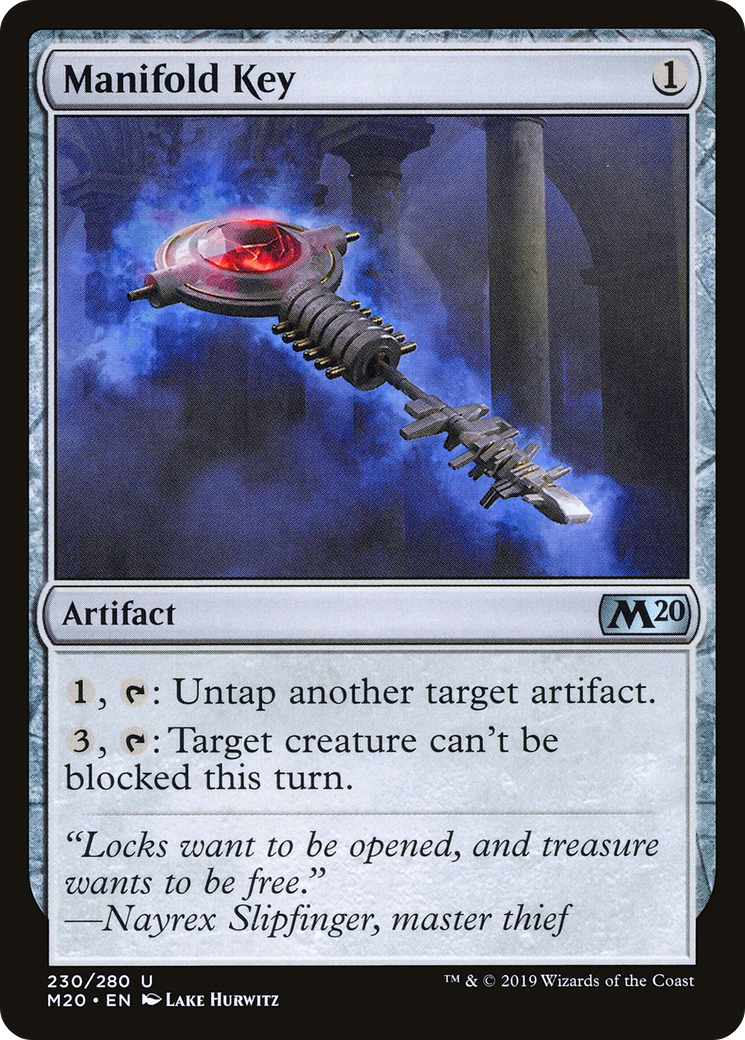 Manifold Key 1
Artifact M20
1, : Untap another target artifact.
3, : Target creature can't be
blocked this turn.
“Locks want to be opened, and treasure
wants to be free.”
—Nayrex Slipfinger, master thief
230/280 U ™ & © 2019 Wizards of the Coast
M20 • EN Lake Hurwitz